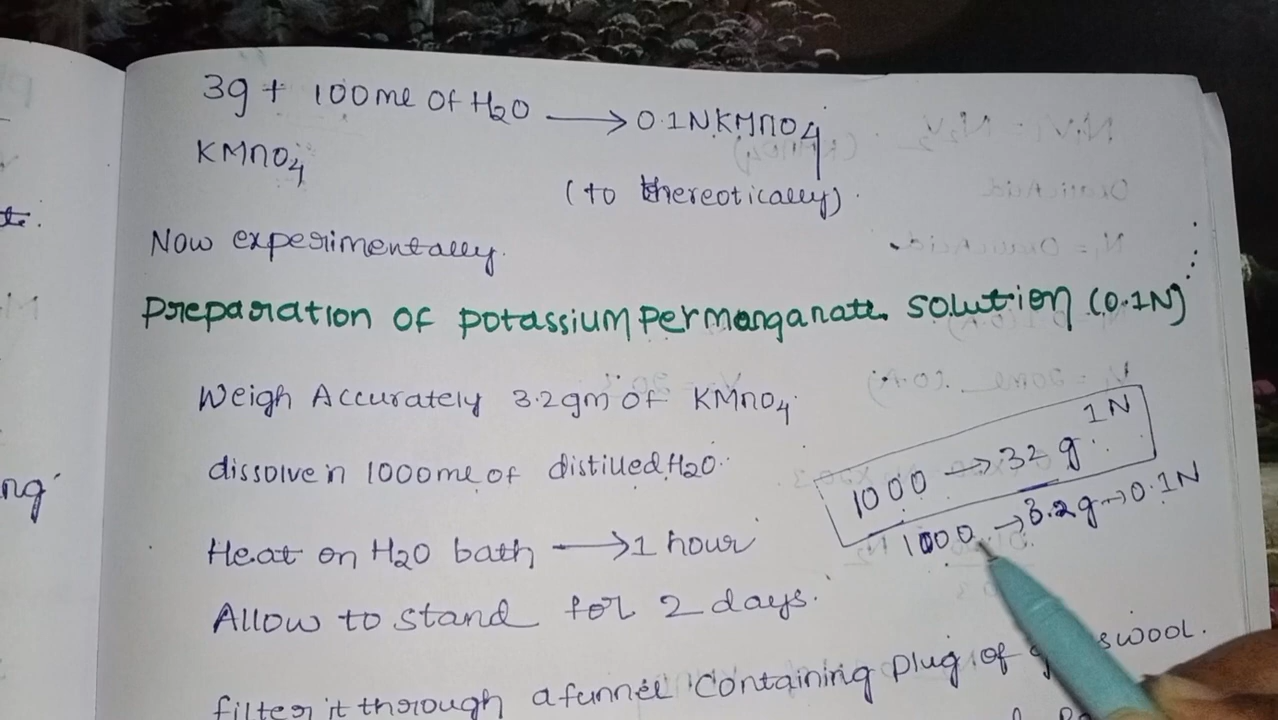 3g + 100ml of H2O → 0.1N KMnO4
KMnO4
(to thereotically).
Now experimentally.
Preparation of potassium permanganate solution (0.1N)
Weigh Accurately 3.2gm of KMnO4.
dissolve in 1000ml of distilled H2O.
1N
1000 → 32 g
1000 → 3.2g → 0.1N
Heat on H2O bath → 1 hour
Allow to stand for 2 days.
filter it through a funnel containing plug of wool.
te.
ng